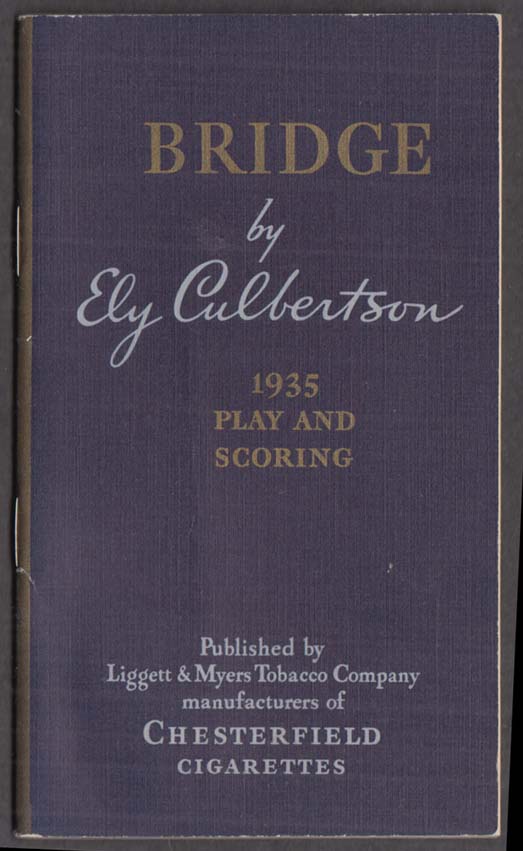 BRIDGE
by
Ely Culbertson
1935
PLAY AND
SCORING
Published by
Liggett & Myers Tobacco Company
manufacturers of
CHESTERFIELD
CIGARETTES